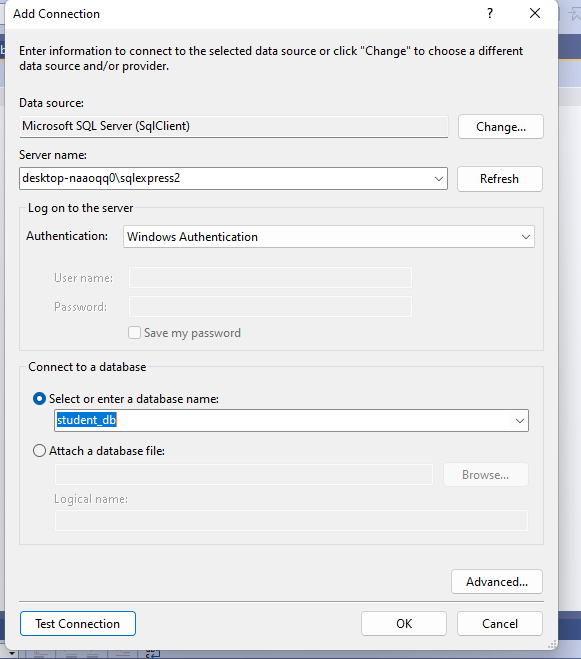 Add Connection
?
Enter information to connect to the selected data source or click "Change" to choose a different
data source and/or provider.
Data source:
Microsoft SQL Server (SqlClient)
Change...
Server name:
desktop-naaoqq0\sqlexpress2
Refresh
Log on to the server
Authentication:
Windows Authentication
User name:
Password:
Save my password
Connect to a database
Select or enter a database name:
student_db
Attach a database file:
Browse...
Logical name:
Advanced...
Test Connection
OK
Cancel